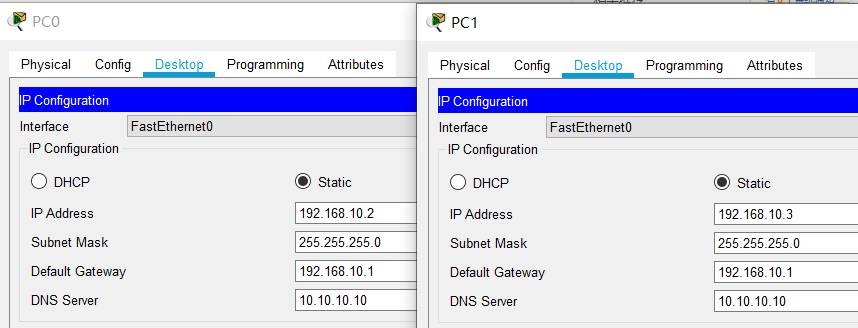 PC0
Physical Config Desktop Programming Attributes
IP Configuration
Interface FastEthernet0
IP Configuration
DHCP Static
IP Address 192.168.10.2
Subnet Mask 255.255.255.0
Default Gateway 192.168.10.1
DNS Server 10.10.10.10
PC1
Physical Config Desktop Programming Attributes
IP Configuration
Interface FastEthernet0
IP Configuration
DHCP Static
IP Address 192.168.10.3
Subnet Mask 255.255.255.0
Default Gateway 192.168.10.1
DNS Server 10.10.10.10